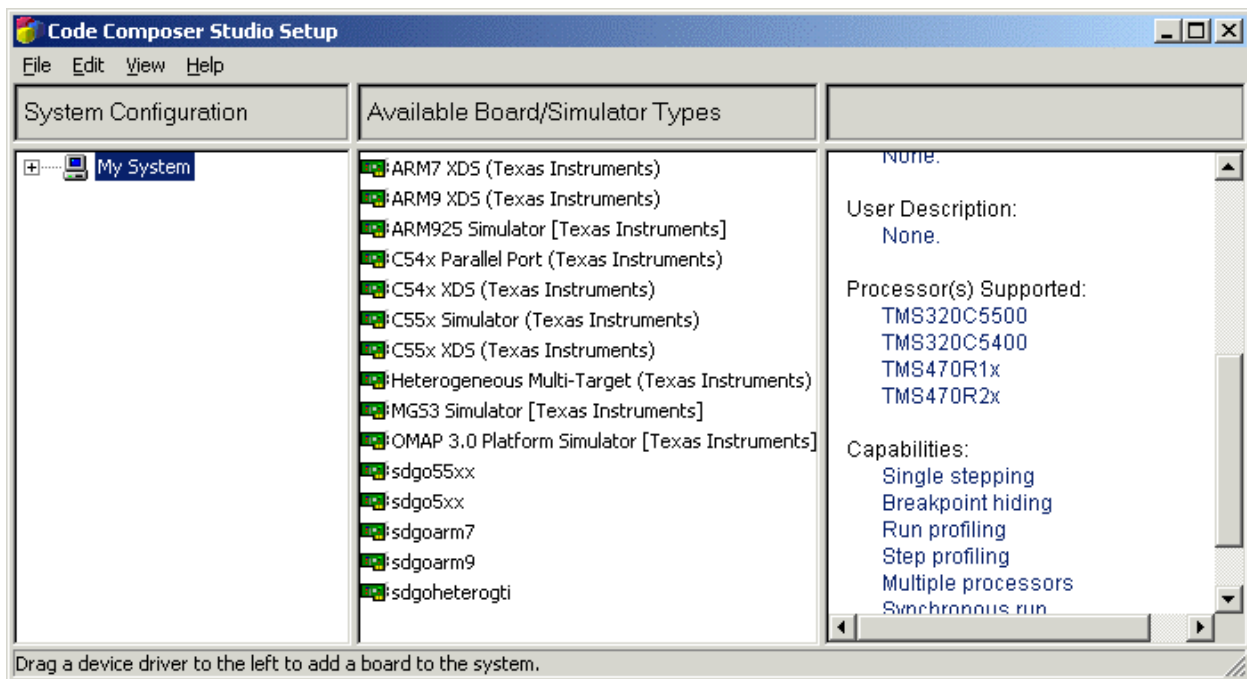 Code Composer Studio Setup
File Edit View Help
System Configuration
Available Board/Simulator Types
My System
ARM7 XDS (Texas Instruments)
ARM9 XDS (Texas Instruments)
ARM925 Simulator [Texas Instruments]
C54x Parallel Port (Texas Instruments)
C54x XDS (Texas Instruments)
C55x Simulator (Texas Instruments)
C55x XDS (Texas Instruments)
Heterogeneous Multi-Target (Texas Instruments)
MGS3 Simulator [Texas Instruments]
OMAP 3.0 Platform Simulator [Texas Instruments]
sdgo55xx
sdgo5xx
sdgoarm7
sdgoarm9
sdgoheterogti
None.
User Description:
None.
Processor(s) Supported:
TMS320C5500
TMS320C5400
TMS470R1x
TMS470R2x
Capabilities:
Single stepping
Breakpoint hiding
Run profiling
Step profiling
Multiple processors
Synchronous run
Drag a device driver to the left to add a board to the system.